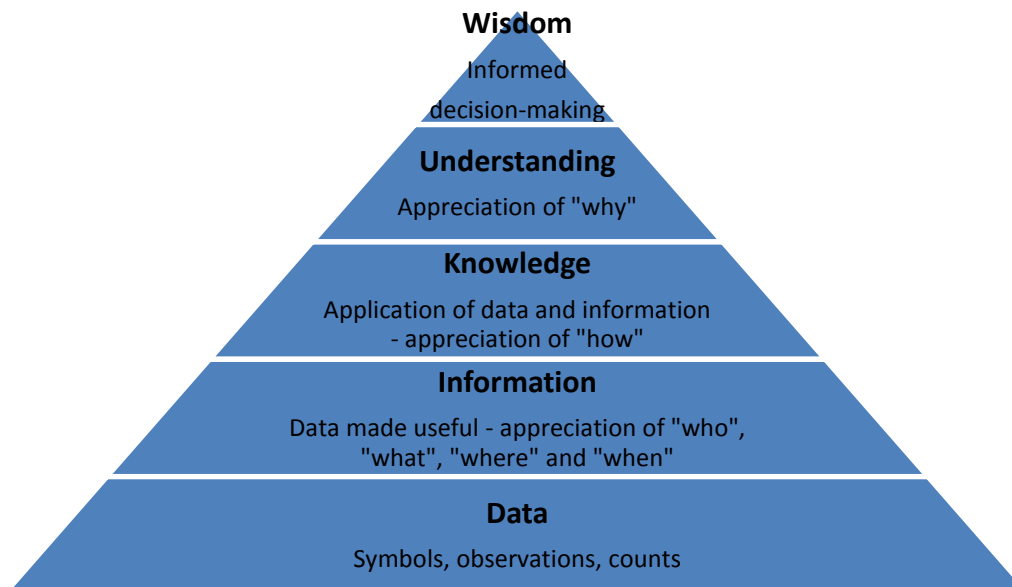 Wisdom
Informed
decision-making
Understanding
Appreciation of "why"
Knowledge
Application of data and information
- appreciation of "how"
Information
Data made useful - appreciation of "who",
"what", "where" and "when"
Data
Symbols, observations, counts